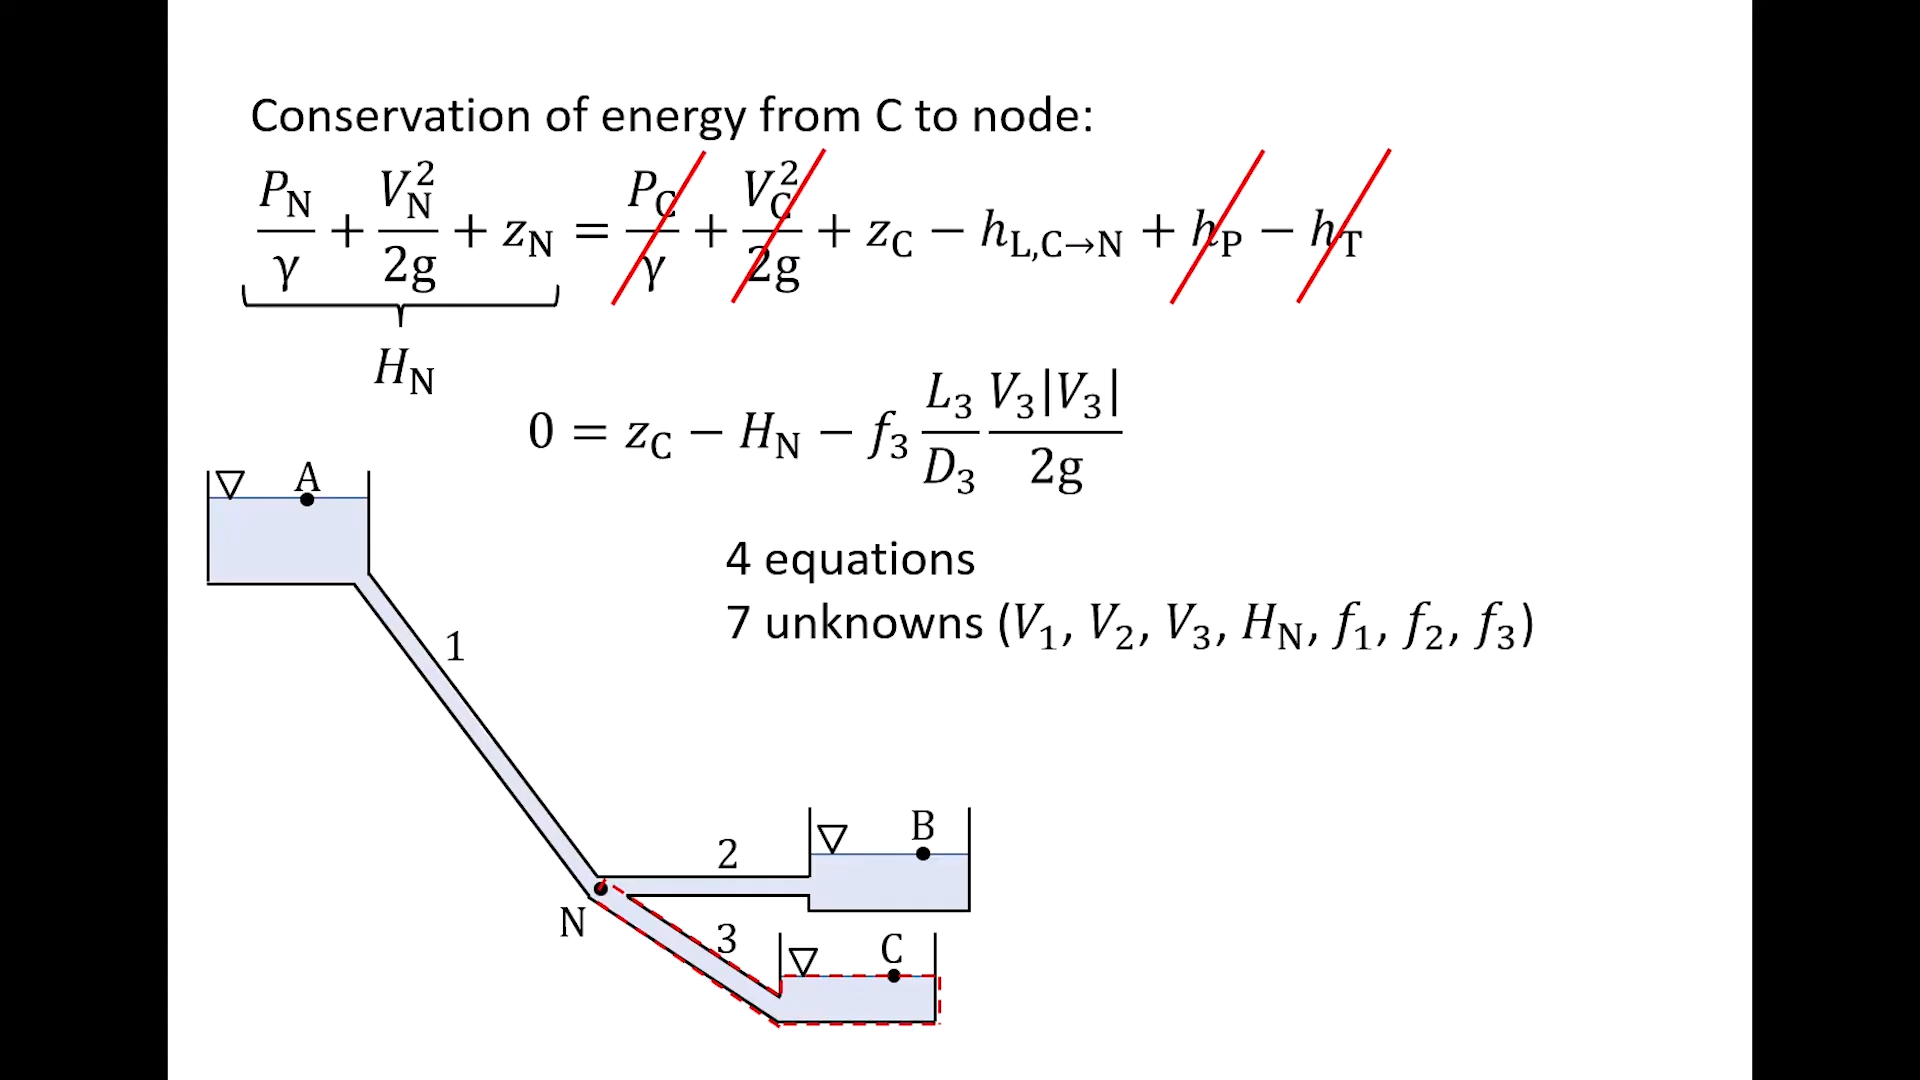 Conservation of energy from C to node:
P_N/γ + V_N^2/2g + z_N = P_C/γ + V_C^2/2g + z_C − h_L,C→N + h_P − h_T
H_N
0 = z_C − H_N − f_3 L_3/D_3 V_3|V_3|/2g
A
4 equations
7 unknowns (V_1, V_2, V_3, H_N, f_1, f_2, f_3)
1
B
2
N
3
C